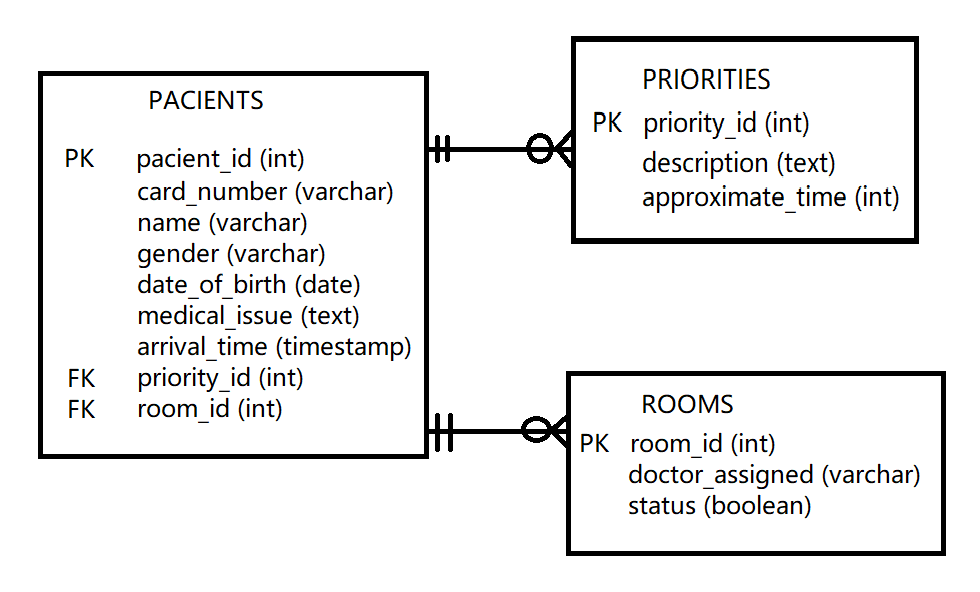 PACIENTS
PK pacient_id (int)
card_number (varchar)
name (varchar)
gender (varchar)
date_of_birth (date)
medical_issue (text)
arrival_time (timestamp)
FK priority_id (int)
FK room_id (int)
PRIORITIES
PK priority_id (int)
description (text)
approximate_time (int)
ROOMS
PK room_id (int)
doctor_assigned (varchar)
status (boolean)